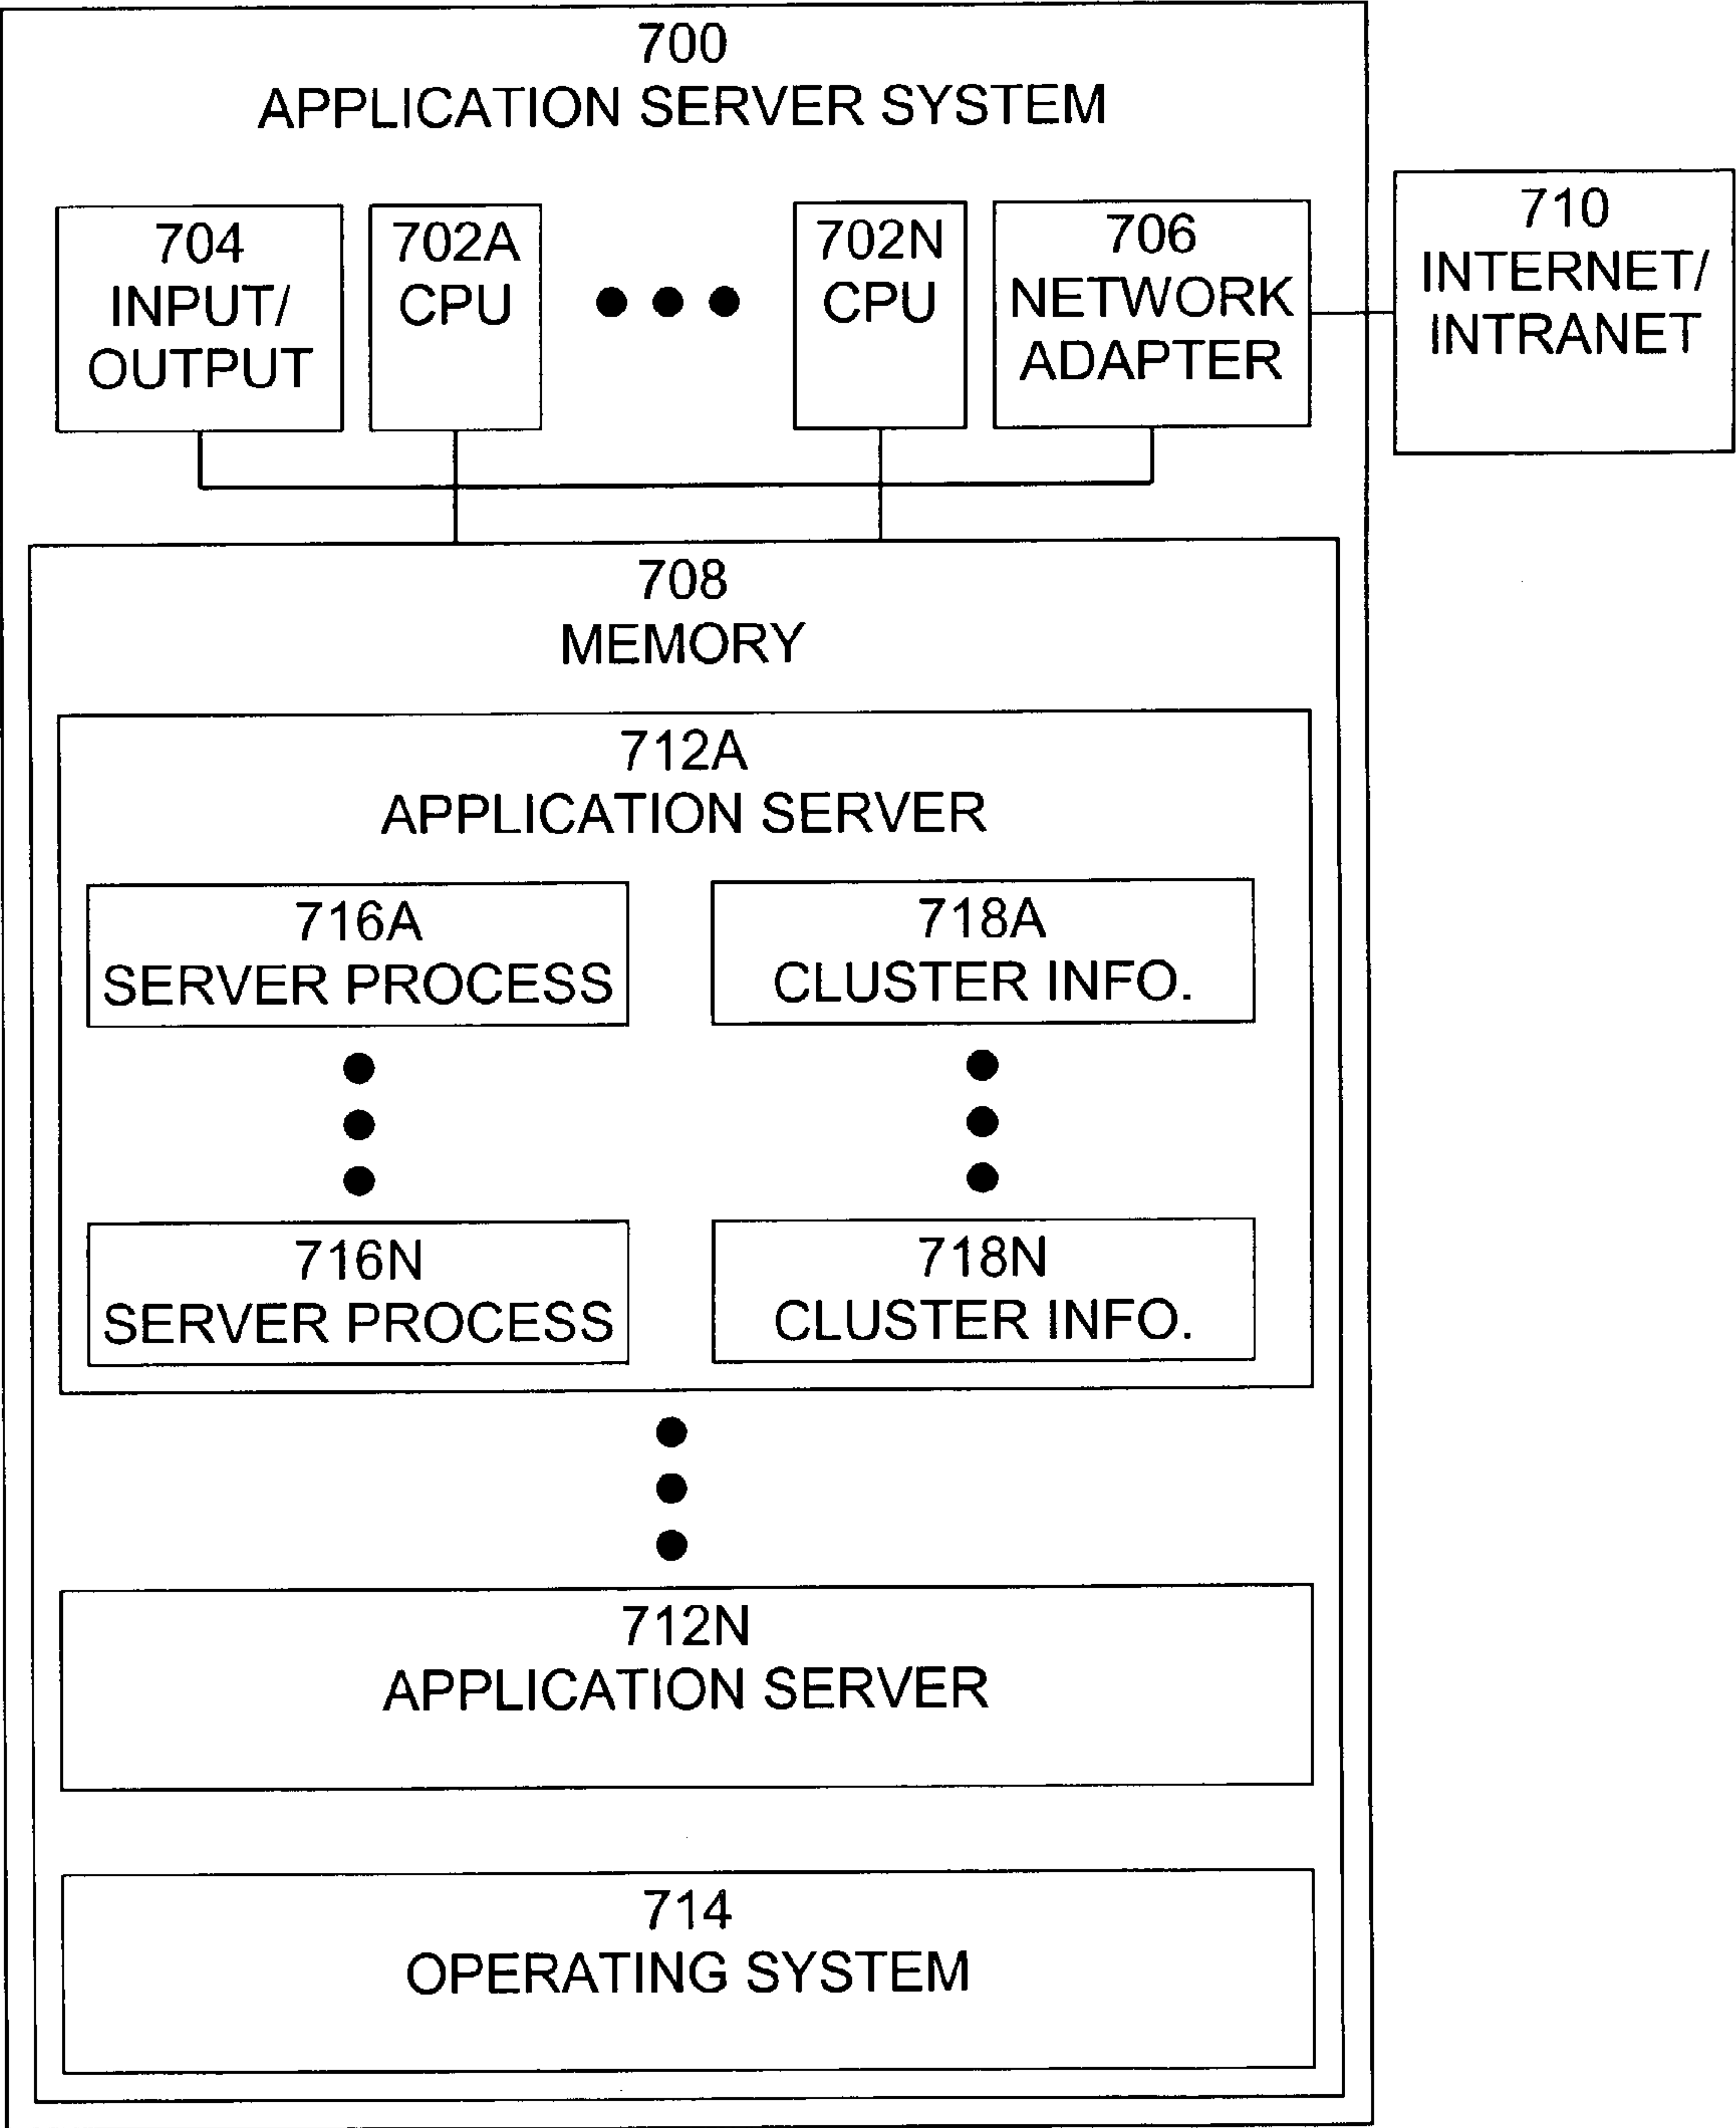 700
APPLICATION SERVER SYSTEM
704
INPUT/
OUTPUT
702A
CPU
702N
CPU
706
NETWORK
ADAPTER
710
INTERNET/
INTRANET
708
MEMORY
712A
APPLICATION SERVER
716A
SERVER PROCESS
718A
CLUSTER INFO.
716N
SERVER PROCESS
718N
CLUSTER INFO.
712N
APPLICATION SERVER
714
OPERATING SYSTEM